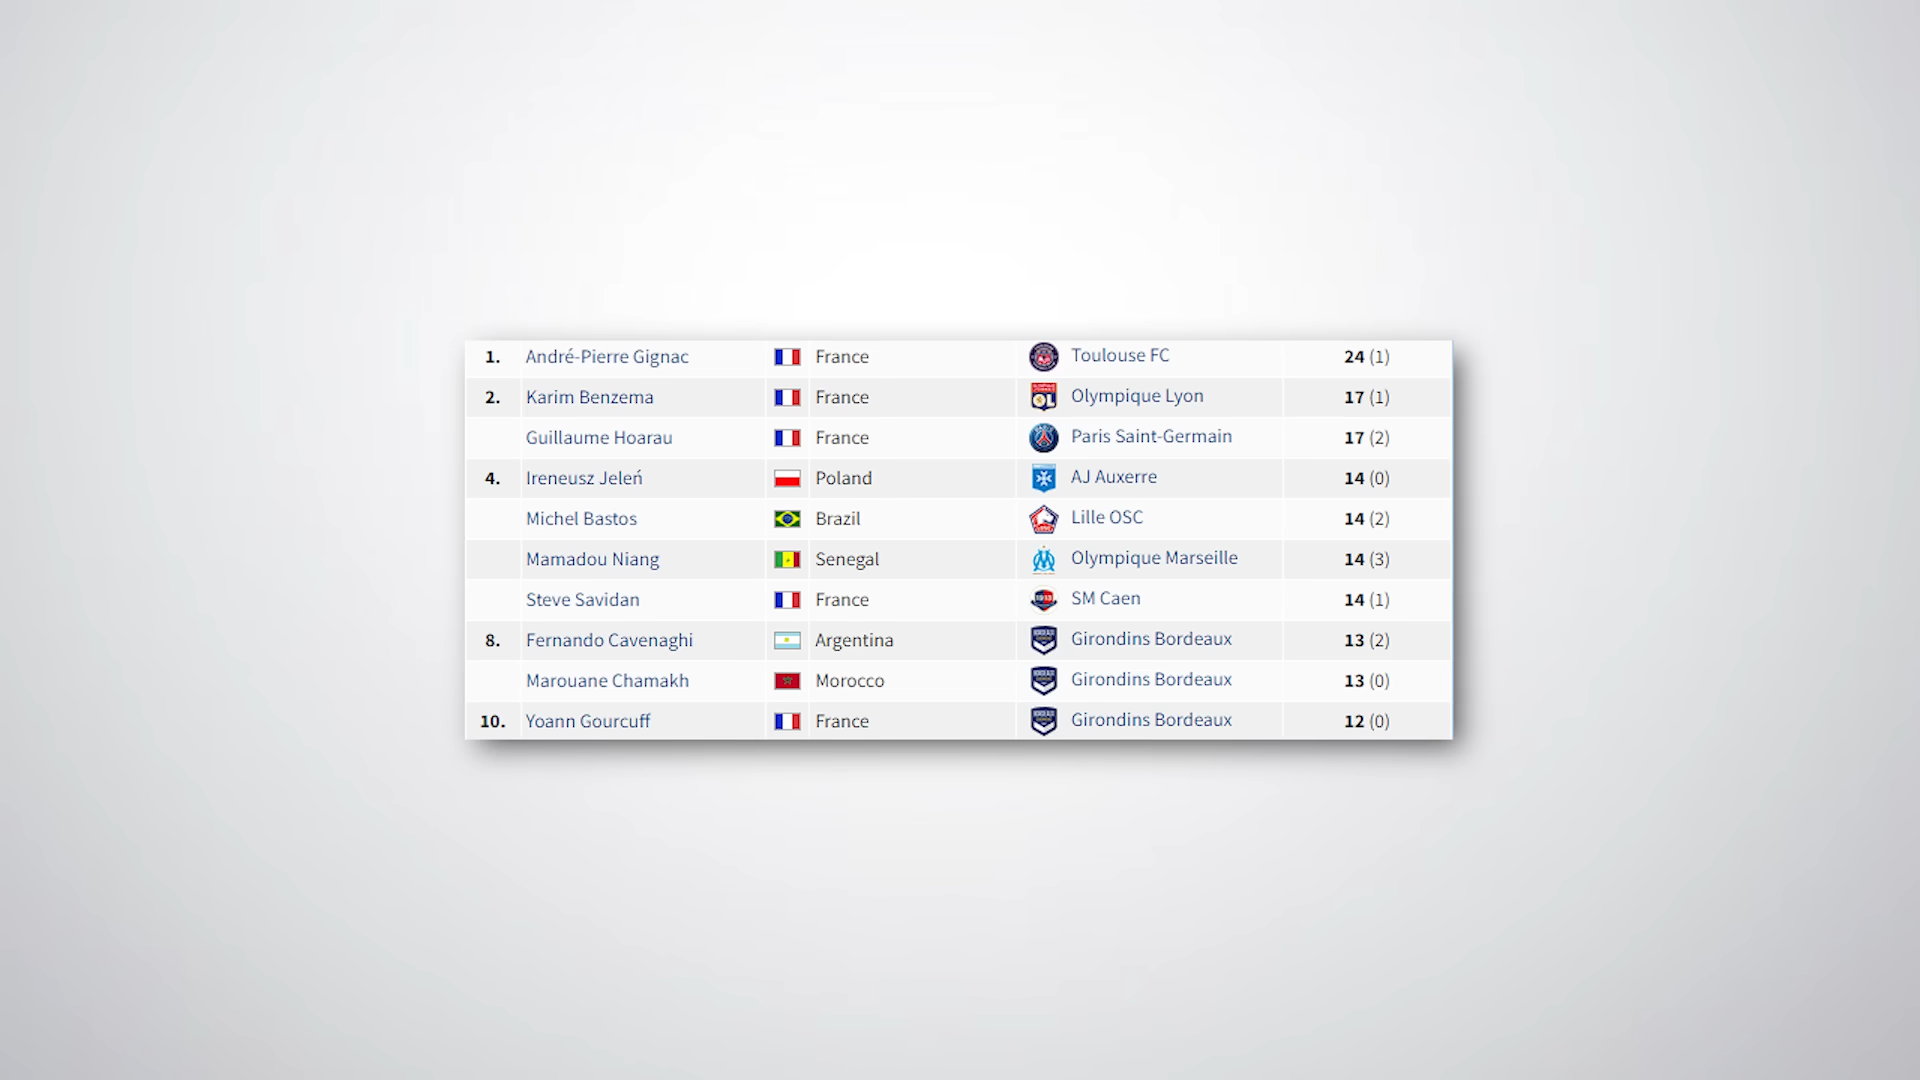 1. André-Pierre Gignac France Toulouse FC 24 (1)
2. Karim Benzema France Olympique Lyon 17 (1)
Guillaume Hoarau France Paris Saint-Germain 17 (2)
4. Ireneusz Jeleń Poland AJ Auxerre 14 (0)
Michel Bastos Brazil Lille OSC 14 (2)
Mamadou Niang Senegal Olympique Marseille 14 (3)
Steve Savidan France SM Caen 14 (1)
8. Fernando Cavenaghi Argentina Girondins Bordeaux 13 (2)
Marouane Chamakh Morocco Girondins Bordeaux 13 (0)
10. Yoann Gourcuff France Girondins Bordeaux 12 (0)